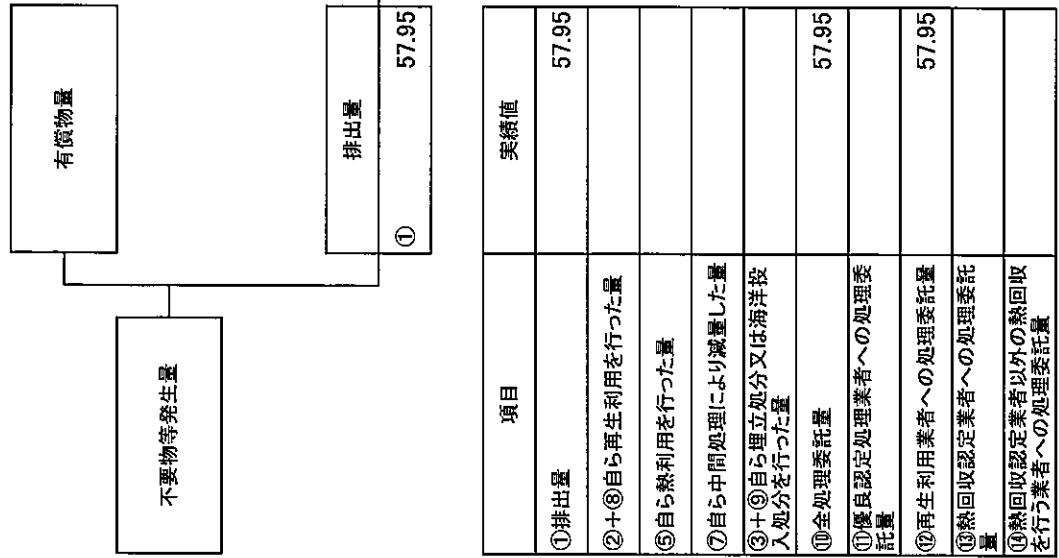 有償物量
不要物等発生量
排出量
① 57.95
項目 実績値
①排出量 57.95
②+⑧自ら再生利用を行った量
⑤自ら熱利用を行った量
⑦自ら中間処理により減量した量
③+⑨自ら埋立処分又は海洋投
入処分を行った量
⑩全処理委託量 57.95
⑪優良認定処理業者への処理委
託量
⑫再生利用業者への処理委託量 57.95
⑬熱回収認定業者への処理委託
量
⑭熱回収認定業者以外の熱回収
を行う業者への処理委託量